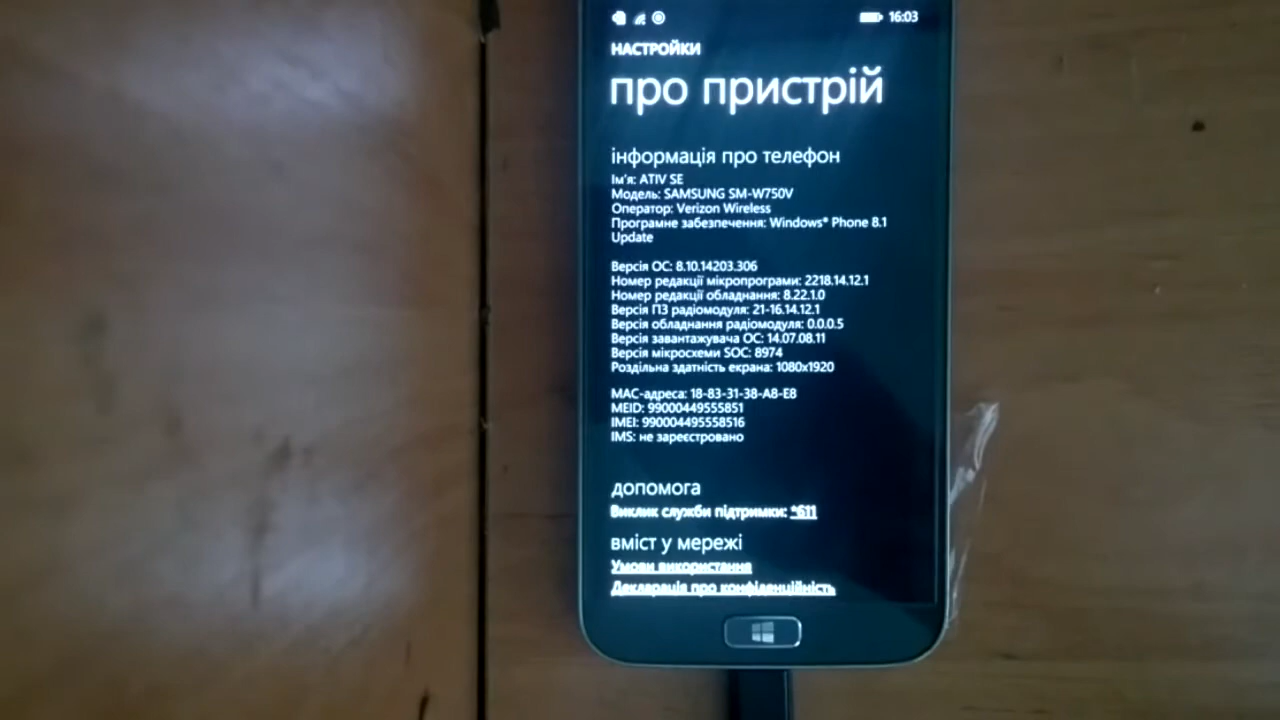 16:03
НАСТРОЙКИ
про пристрій
інформація про телефон
Ім'я: ATIV SE
Модель: SAMSUNG SM-W750V
Оператор: Verizon Wireless
Програмне забезпечення: Windows® Phone 8.1
Update
Версія ОС: 8.10.14203.306
Номер редакції мікропрограми: 2218.14.12.1
Номер редакції обладнання: 8.22.1.0
Версія ПЗ радіомодуля: 21-16.14.12.1
Версія обладнання радіомодуля: 0.0.0.5
Версія завантажувача ОС: 14.07.08.11
Версія мікросхеми SOC: 8974
Роздільна здатність екрана: 1080x1920
MAC-адреса: 18-83-31-38-A8-E8
MEID: 99000449555851
IMEI: 990004495558516
IMS: не зареєстровано
допомога
Виклик служби підтримки: *611
вміст у мережі
Умови використання
Декларація про конфіденційність